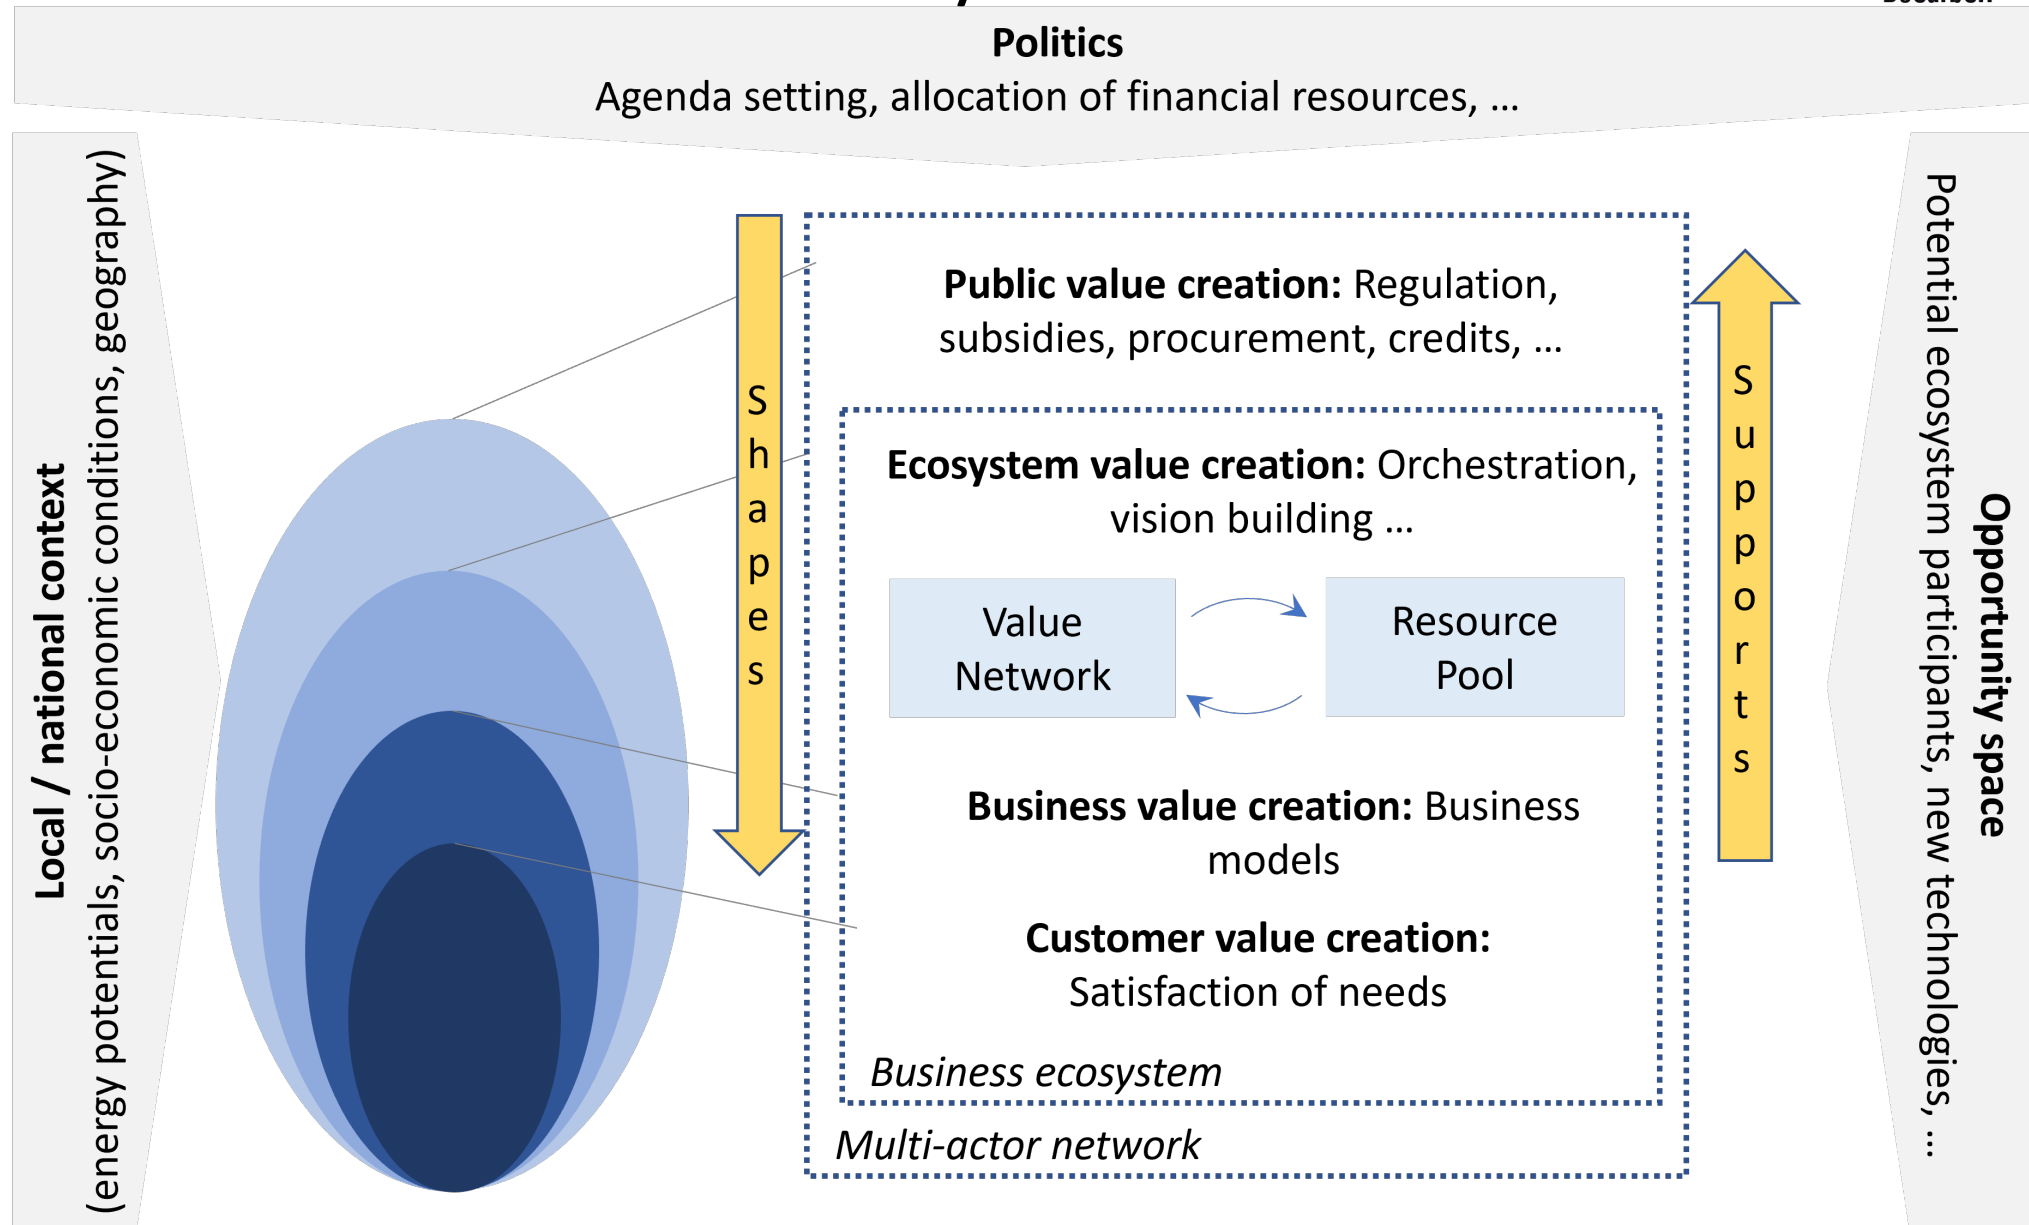 Politics
Agenda setting, allocation of financial resources, ...
Local / national context
(energy potentials, socio-economic conditions, geography)
Shapes
Public value creation: Regulation,
subsidies, procurement, credits, ...
Ecosystem value creation: Orchestration,
vision building ...
Value
Network
Resource
Pool
Business value creation: Business
models
Customer value creation:
Satisfaction of needs
Business ecosystem
Multi-actor network
Supports
Opportunity space
Potential ecosystem participants, new technologies, ...